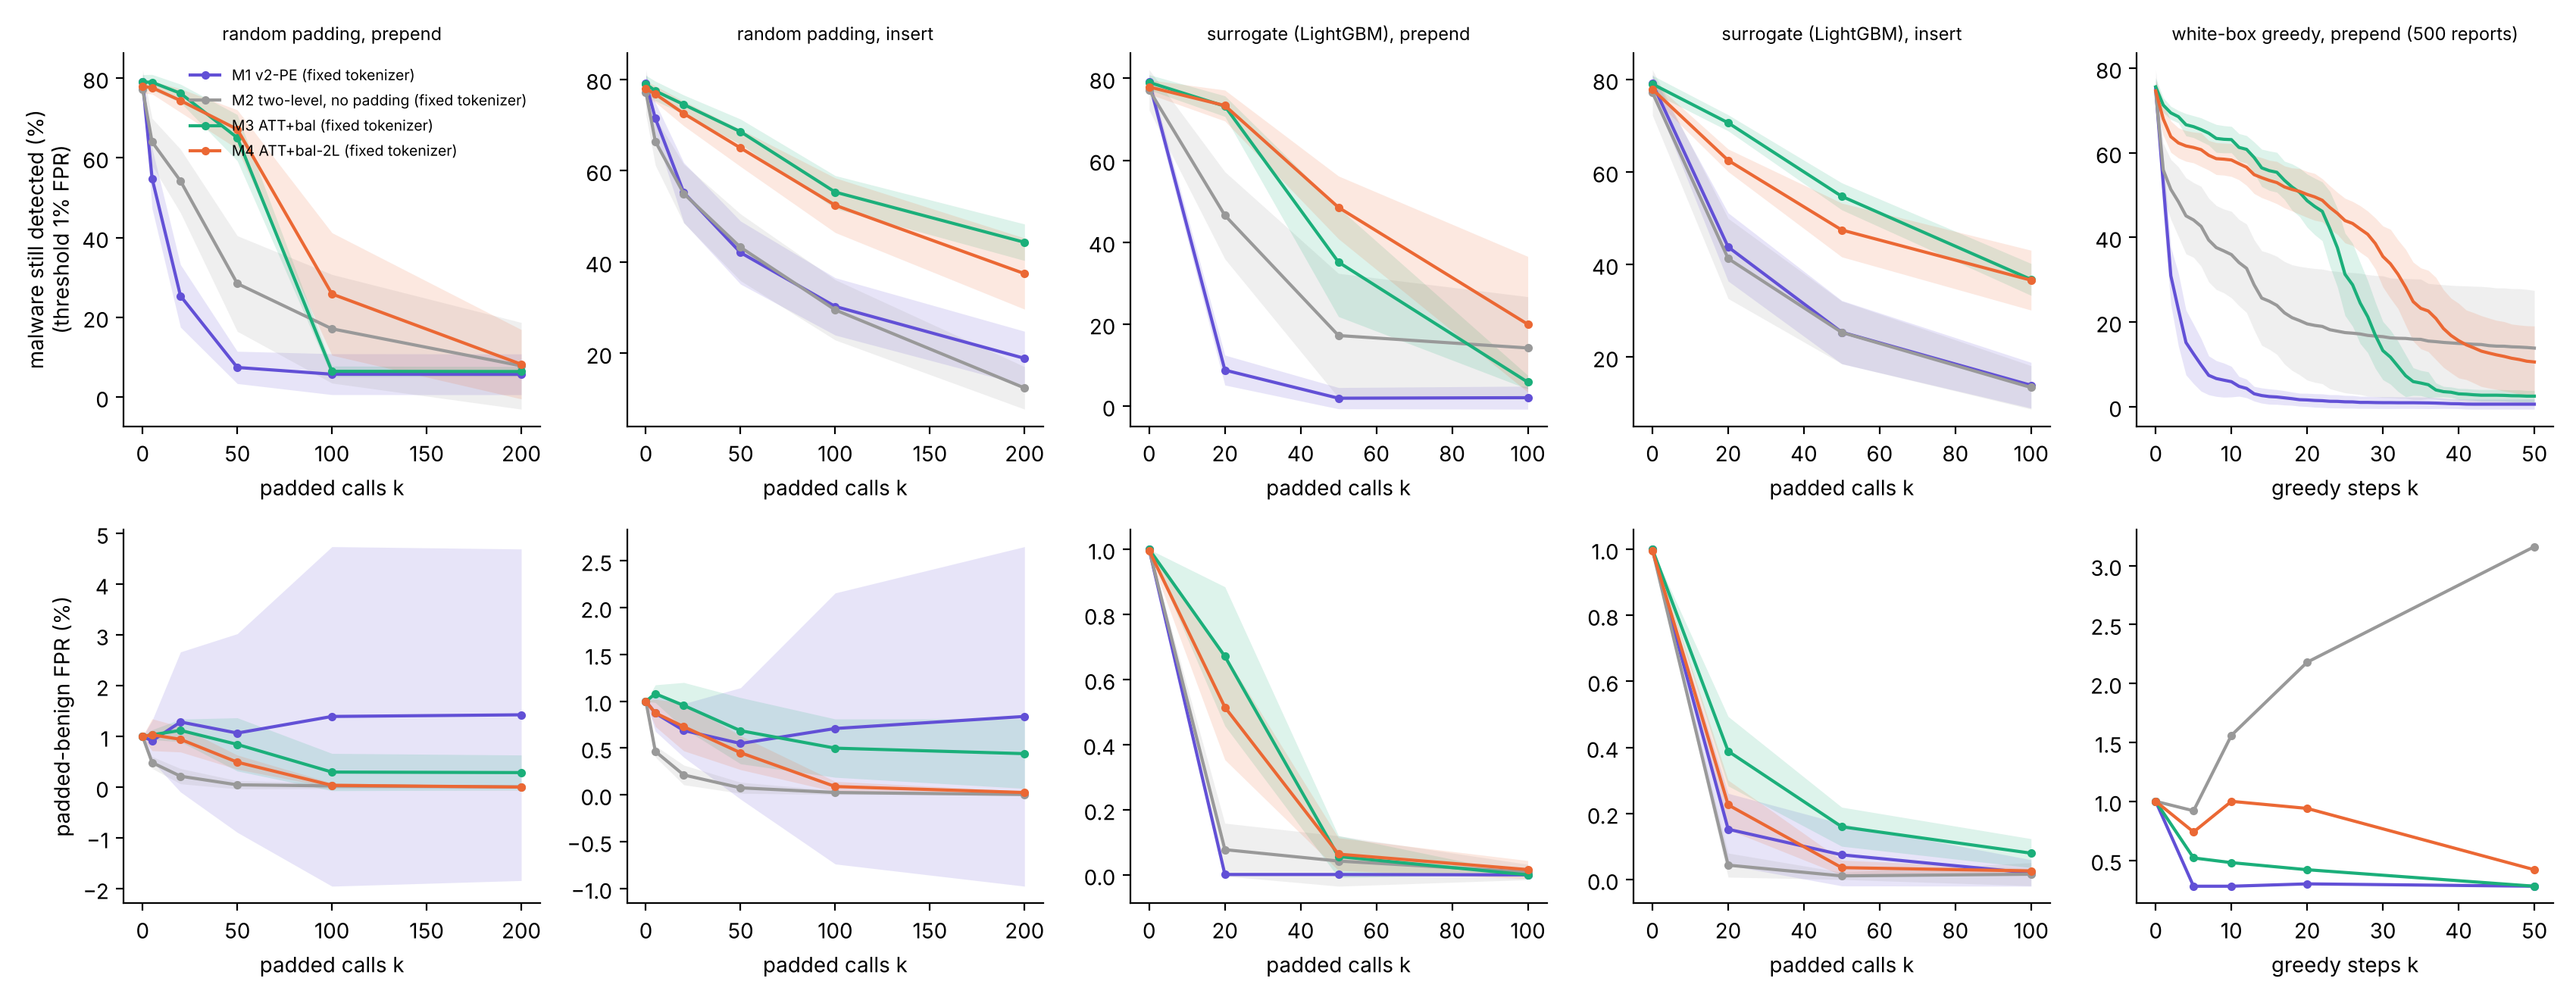 random padding, prepend
random padding, insert
surrogate (LightGBM), prepend
surrogate (LightGBM), insert
white-box greedy, prepend (500 reports)
malware still detected (%)
(threshold 1% FPR)
M1 v2-PE (fixed tokenizer)
M2 two-level, no padding (fixed tokenizer)
M3 ATT+bal (fixed tokenizer)
M4 ATT+bal-2L (fixed tokenizer)
80
60
40
20
0
0 50 100 150 200
padded calls k
80
60
40
20
0 50 100 150 200
padded calls k
80
60
40
20
0
0 20 40 60 80 100
padded calls k
80
60
40
20
0 20 40 60 80 100
padded calls k
80
60
40
20
0
0 10 20 30 40 50
greedy steps k
padded-benign FPR (%)
5
4
3
2
1
0
−1
−2
0 50 100 150 200
padded calls k
2.5
2.0
1.5
1.0
0.5
0.0
−0.5
−1.0
0 50 100 150 200
padded calls k
1.0
0.8
0.6
0.4
0.2
0.0
0 20 40 60 80 100
padded calls k
1.0
0.8
0.6
0.4
0.2
0.0
0 20 40 60 80 100
padded calls k
3.0
2.5
2.0
1.5
1.0
0.5
0 10 20 30 40 50
greedy steps k